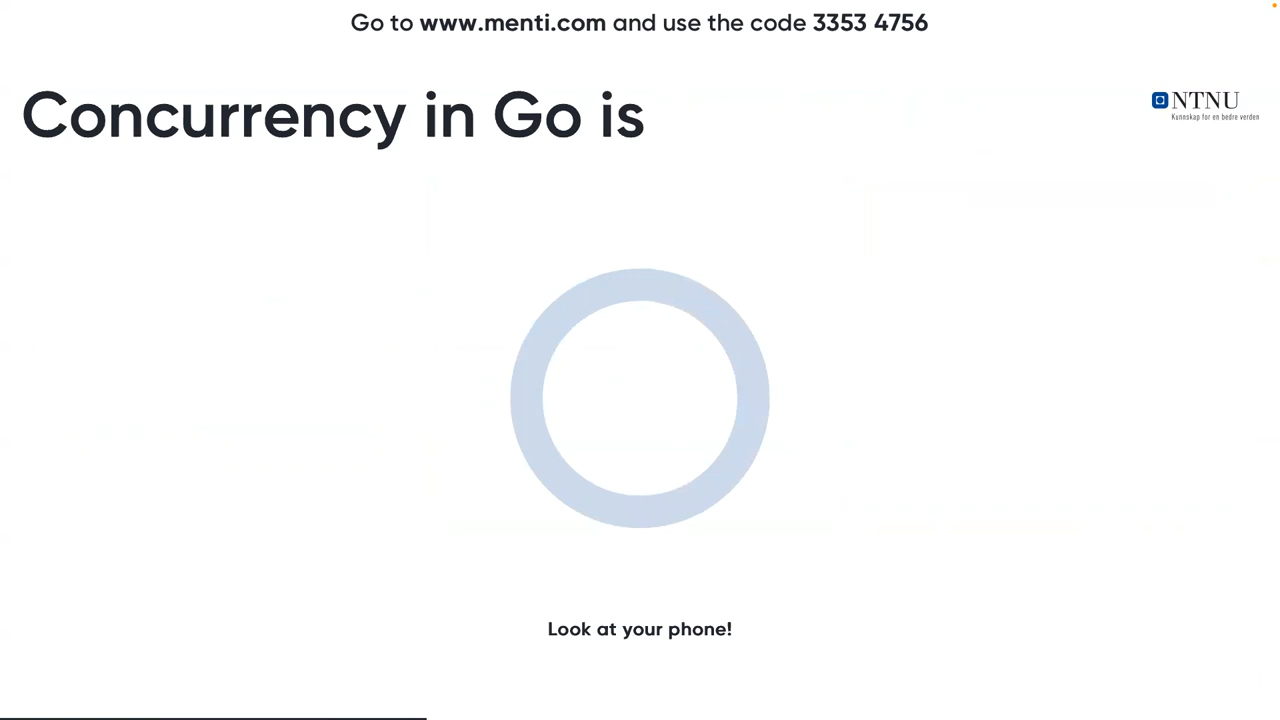 Go to www.menti.com and use the code 3353 4756
Concurrency in Go is
NTNU
Kunnskap for en bedre verden
Look at your phone!